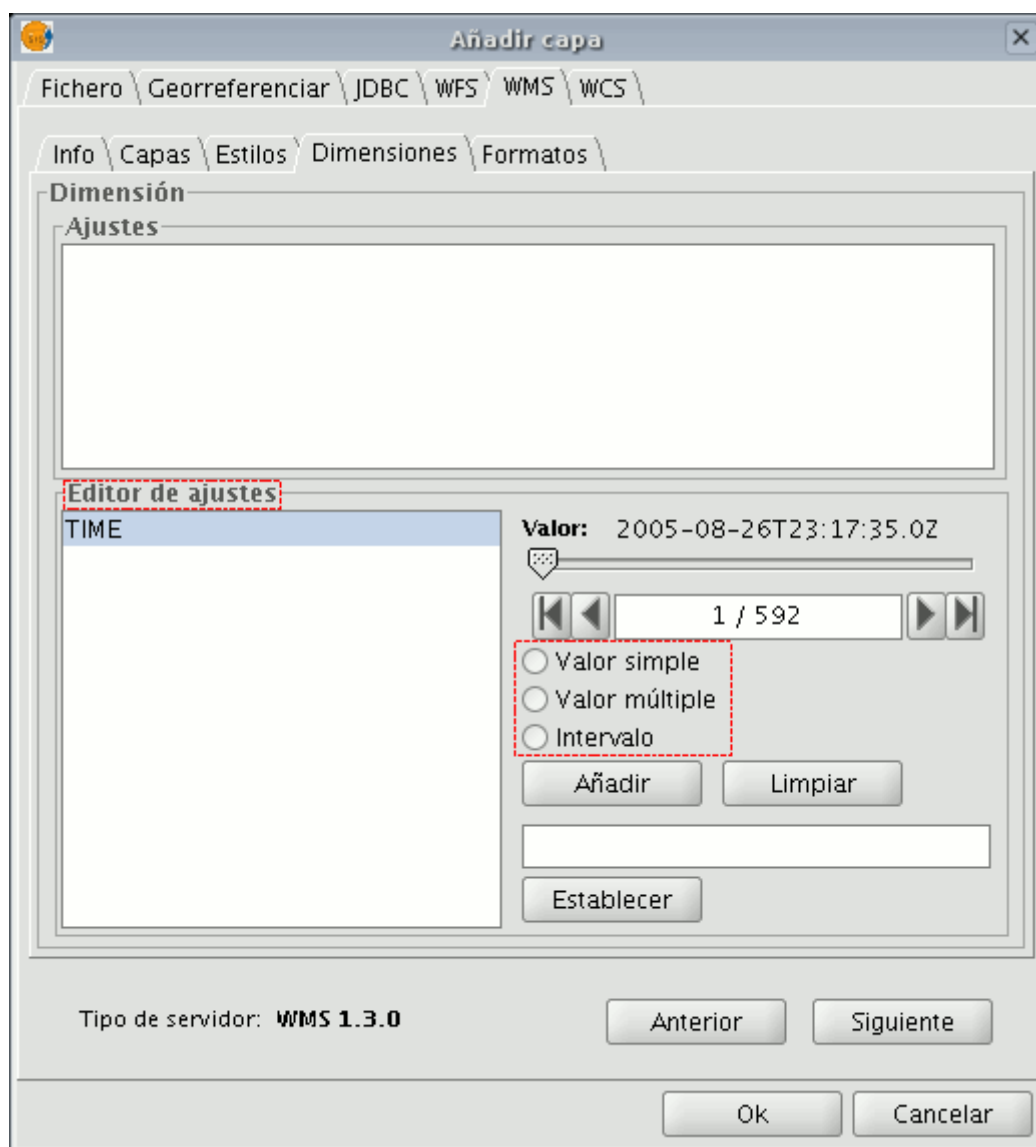 Añadir capa
Fichero Georreferenciar JDBC WFS WMS WCS
Info Capas Estilos Dimensiones Formatos
Dimensión
Ajustes
Editor de ajustes
TIME
Valor: 2005-08-26T23:17:35.0Z
1 / 592
Valor simple
Valor múltiple
Intervalo
Añadir Limpiar
Establecer
Tipo de servidor: WMS 1.3.0
Anterior Siguiente
Ok Cancelar